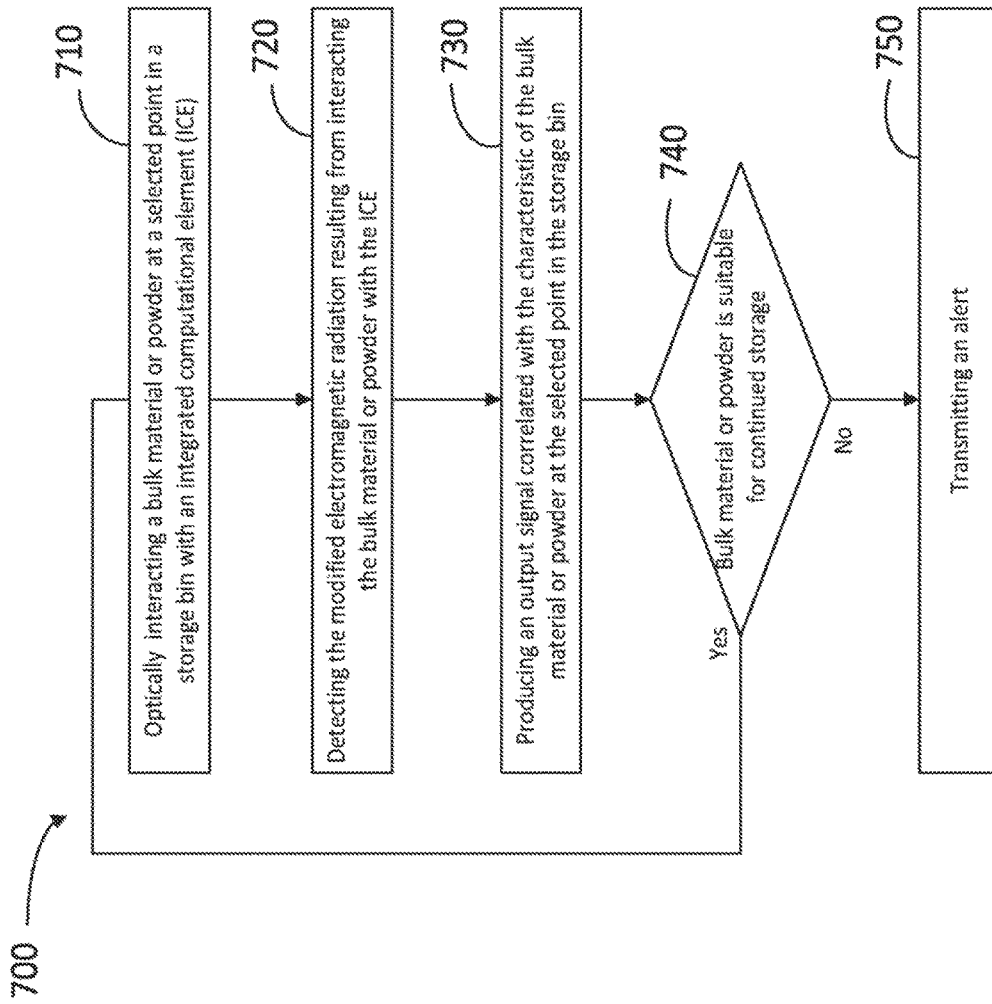 700
710
Optically interacting a bulk material or powder at a selected point in a
storage bin with an integrated computational element (ICE)
720
Detecting the modified electromagnetic radiation resulting from interacting
the bulk material or powder with the ICE
730
Producing an output signal correlated with the characteristic of the bulk
material or powder at the selected point in the storage bin
740
Bulk material or powder is suitable
for continued storage
Yes
No
750
Transmitting an alert